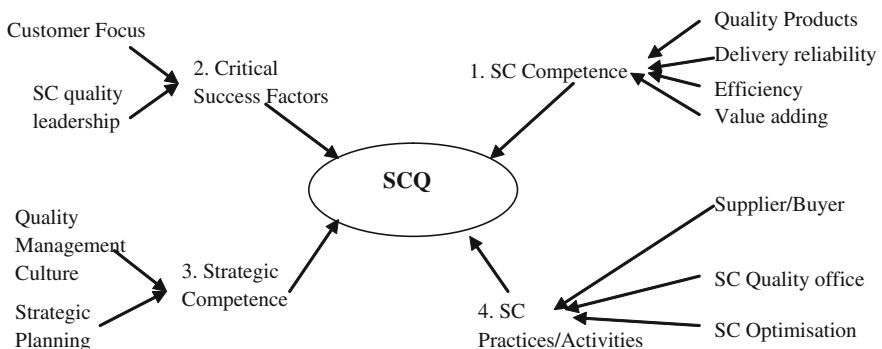 Customer Focus
SC quality
leadership
2. Critical
Success Factors
1. SC Competence
Quality Products
Delivery reliability
Efficiency
Value adding
SCQ
Quality
Management
Culture
Strategic
Planning
3. Strategic
Competence
4. SC
Practices/Activities
Supplier/Buyer
SC Quality office
SC Optimisation